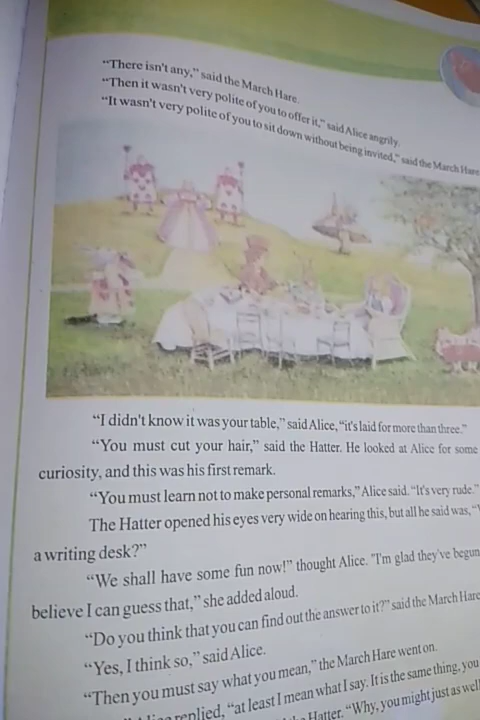 “There isn't any,” said the March Hare.
“Then it wasn't very polite of you to offer it,” said Alice angrily.
“It wasn't very polite of you to sit down without being invited,” said the March Hare
“I didn't know it was your table,” said Alice, “it's laid for more than three.”
“You must cut your hair,” said the Hatter. He looked at Alice for some
curiosity, and this was his first remark.
“You must learn not to make personal remarks,” Alice said. “It's very rude.”
The Hatter opened his eyes very wide on hearing this, but all he said was, “
a writing desk?”
“We shall have some fun now!” thought Alice. "I'm glad they've begun
believe I can guess that,” she added aloud.
“Do you think that you can find out the answer to it?” said the March Hare
“Yes, I think so,” said Alice.
“Then you must say what you mean,” the March Hare went on.
replied, “at least I mean what I say. It is the same thing, you
Hatter. “Why, you might just as well